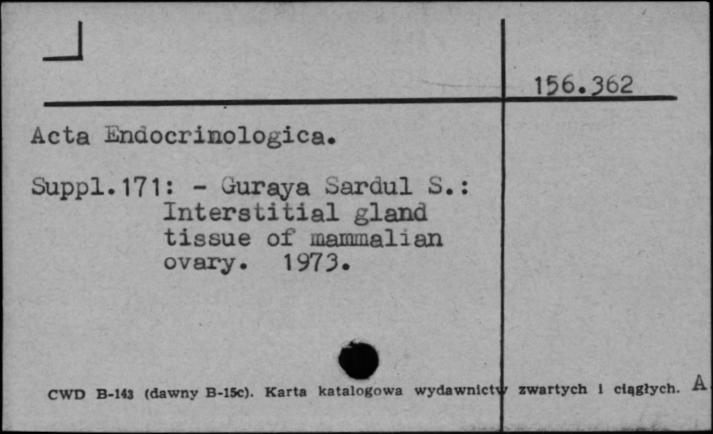 156.362
Acta Endocrinologica.
Suppl.171: - Guraya Sardul S.:
Interstitial gland
tissue of mammalian
ovary. 1973.
CWD B-143 (dawny B-15c). Karta katalogowa wydawnictw zwartych i ciągłych. A